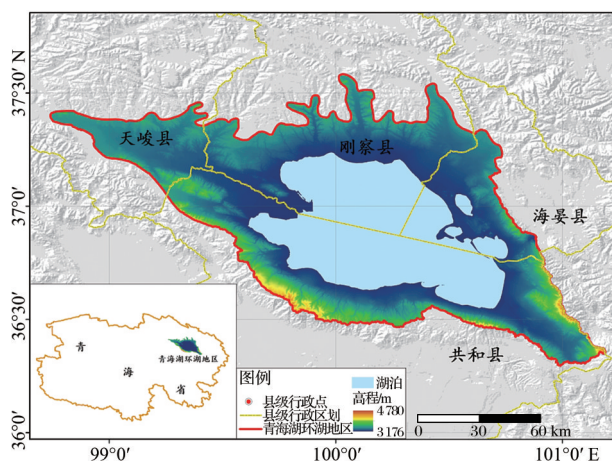 37°30′ N
37°0′
36°30′
36°0′
天峻县
刚察县
海晏县
共和县
青海湖环湖地区
青
海
省
图例
县级行政点
县级行政区划
青海湖环湖地区
湖泊
高程/m
4 780
3 176
0 30 60 km
99°0′ 100°0′ 101°0′ E